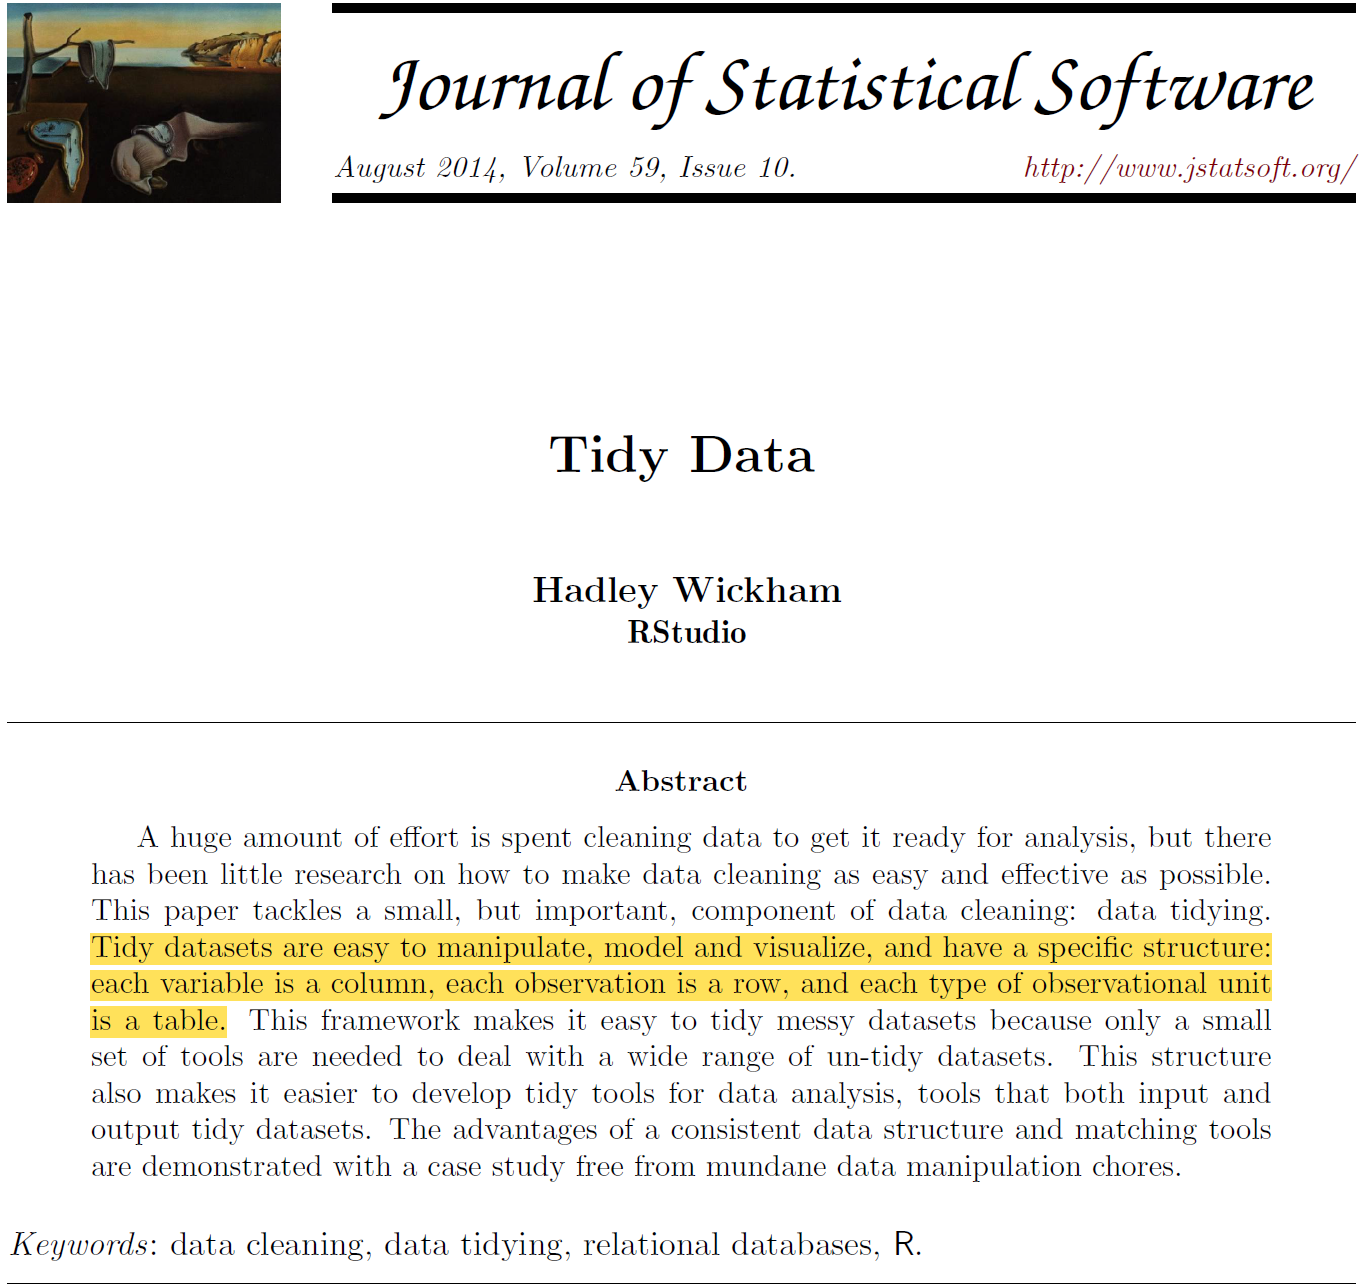 Journal of Statistical Software
August 2014, Volume 59, Issue 10.
http://www.jstatsoft.org/
Tidy Data
Hadley Wickham
RStudio
Abstract
A huge amount of effort is spent cleaning data to get it ready for analysis, but there
has been little research on how to make data cleaning as easy and effective as possible.
This paper tackles a small, but important, component of data cleaning: data tidying.
Tidy datasets are easy to manipulate, model and visualize, and have a specific structure:
each variable is a column, each observation is a row, and each type of observational unit
is a table. This framework makes it easy to tidy messy datasets because only a small
set of tools are needed to deal with a wide range of un-tidy datasets. This structure
also makes it easier to develop tidy tools for data analysis, tools that both input and
output tidy datasets. The advantages of a consistent data structure and matching tools
are demonstrated with a case study free from mundane data manipulation chores.
Keywords: data cleaning, data tidying, relational databases, R.